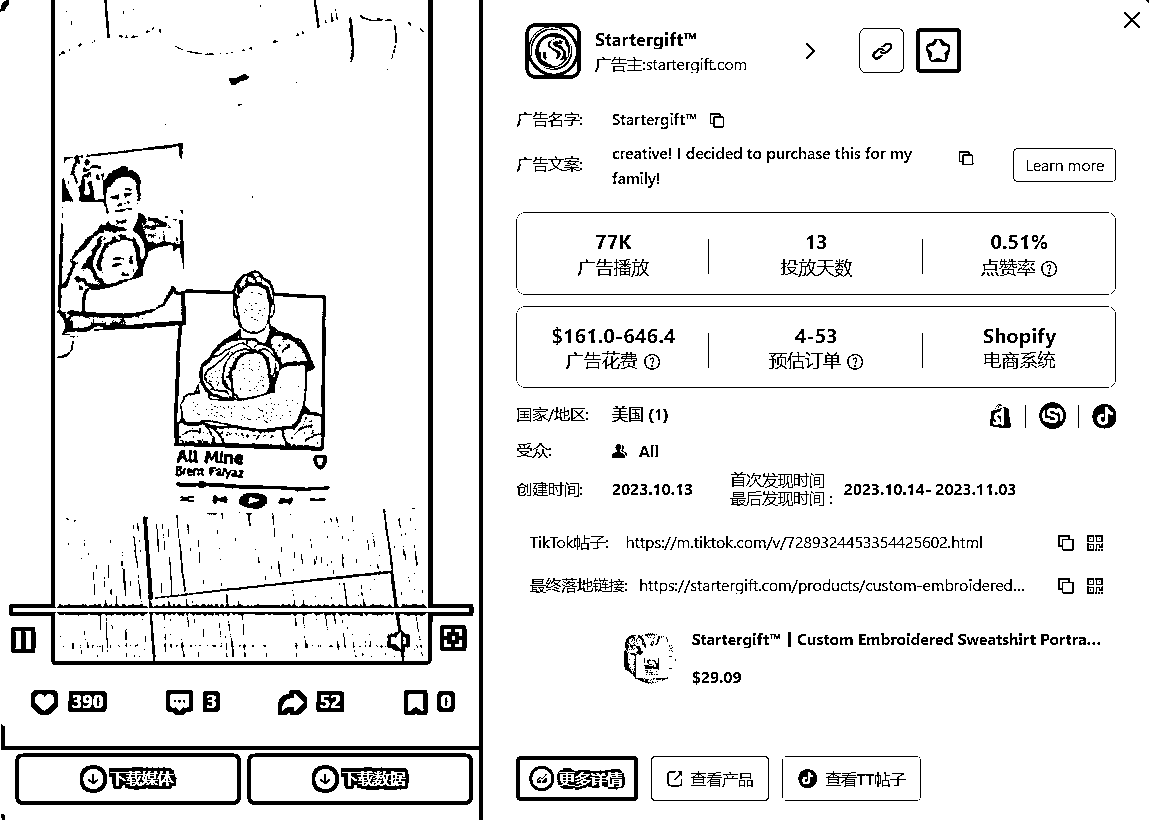 All Mine
Brent Faiyaz
390
3
52
0
下载媒体
下载数据
Startergift™
广告主:startergift.com
广告名字:
Startergift™
广告文案:
creative! I decided to purchase this for my
family!
Learn more
77K
广告播放
13
投放天数
0.51%
点赞率
$161.0-646.4
广告花费
4-53
预估订单
Shopify
电商系统
国家/地区:
美国 (1)
受众:
All
创建时间:
2023.10.13
首次发现时间
最后发现时间:
2023.10.14- 2023.11.03
TikTok帖子:
https://m.tiktok.com/v/7289324453354425602.html
最终落地链接:
https://startergift.com/products/custom-embroidered...
Startergift™ | Custom Embroidered Sweatshirt Portra...
$29.09
更多详情
查看产品
查看TT帖子